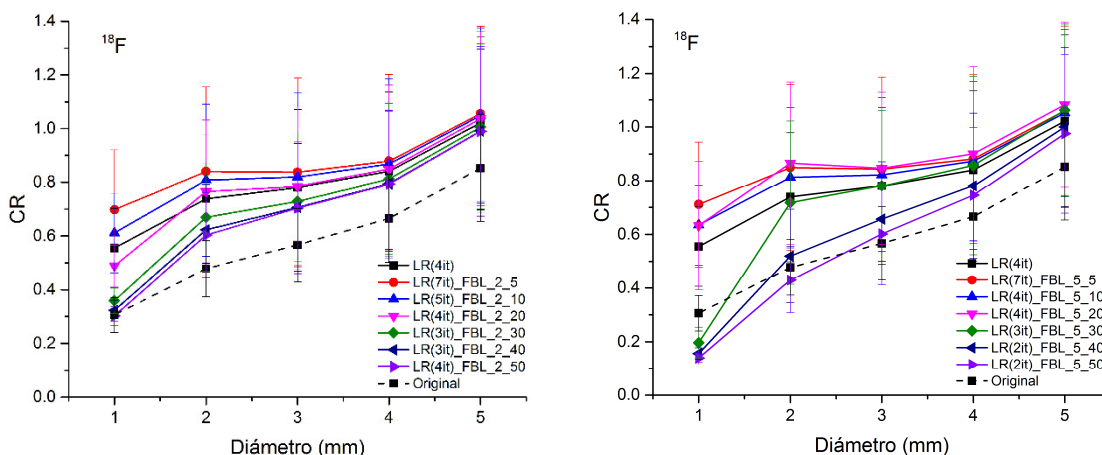 1.4
1.2
1.0
0.8
0.6
0.4
0.2
0.0
CR
¹⁸F
LR(4it)
LR(7it)_FBL_2_5
LR(5it)_FBL_2_10
LR(4it)_FBL_2_20
LR(3it)_FBL_2_30
LR(3it)_FBL_2_40
LR(4it)_FBL_2_50
Original
1 2 3 4 5
Diámetro (mm)
1.4
1.2
1.0
0.8
0.6
0.4
0.2
0.0
CR
¹⁸F
LR(4it)
LR(7it)_FBL_5_5
LR(4it)_FBL_5_10
LR(4it)_FBL_5_20
LR(3it)_FBL_5_30
LR(2it)_FBL_5_40
LR(2it)_FBL_5_50
Original
1 2 3 4 5
Diámetro (mm)